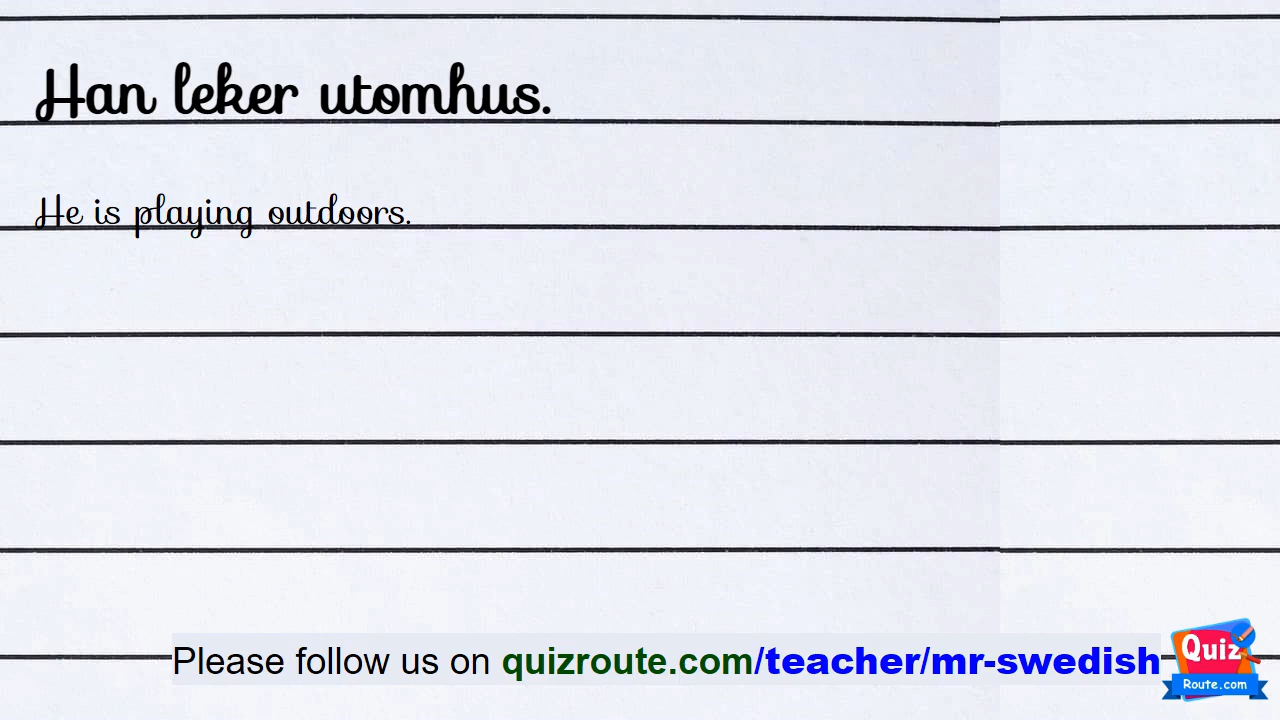 Han leker utomhus.
He is playing outdoors.
Please follow us on quizroute.com/teacher/mr-swedish
Quiz
Route.com